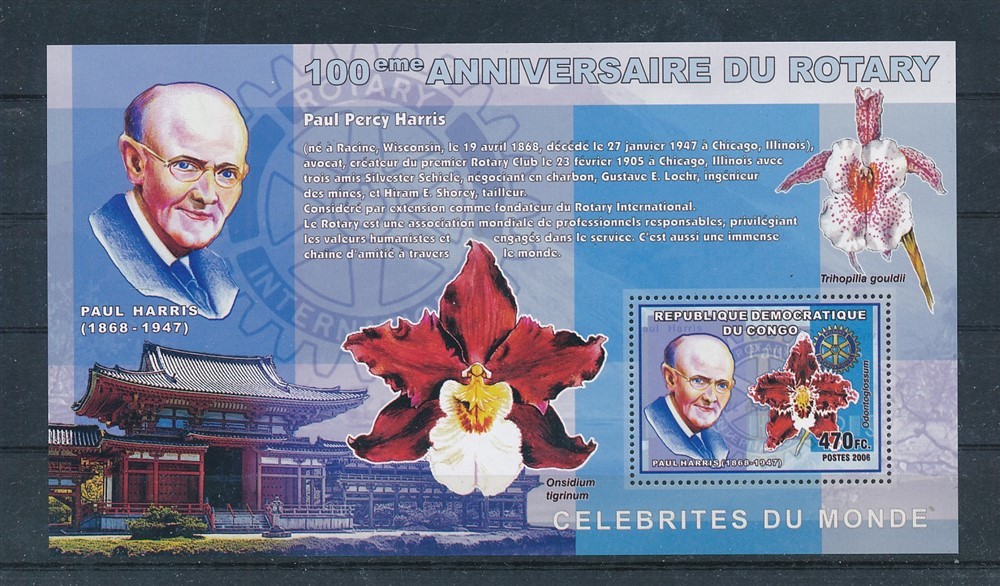 100eme ANNIVERSAIRE DU ROTARY
ROTARY
INTERN
Paul Percy Harris
(né à Racine, Wisconsin, le 19 avril 1868, décédé le 27 janvier 1947 à Chicago, Illinois),
avocat, créateur du premier Rotary Club le 23 février 1905 à Chicago, Illinois avec
trois amis Silvester Schiele, négociant en charbon, Gustave E. Loehr, ingénieur
des mines, et Hiram E. Shorey, tailleur.
Considéré par extension comme fondateur du Rotary International.
Le Rotary est une association mondiale de professionnels responsables, privilégiant
les valeurs humanistes et engagés dans le service. C'est aussi une immense
chaîne d'amitié à travers le monde.
PAUL HARRIS
(1868-1947)
Trihopilia gouldii
REPUBLIQUE DEMOCRATIQUE
DU CONGO
Paul Harris
Odontoglossum
470FC.
PAUL HARRIS (1868-1947)
POSTES 2006
Onsidium
tigrinum
CELEBRITES DU MONDE